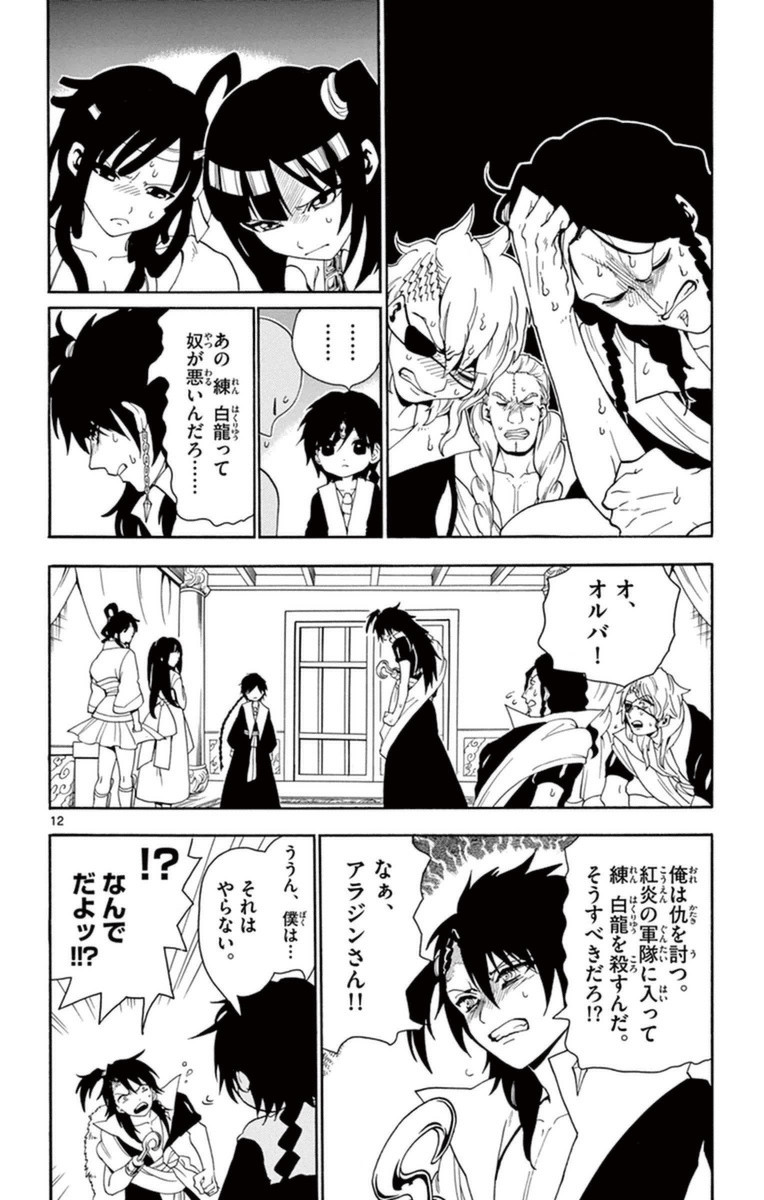 ……
……
あの 練 白龍って
奴が悪いんだろ……
オ、
オルバ！
俺は仇を討つ。
紅炎の軍隊に入って
練 白龍を殺すんだ。
そうすべきだろ!?
なぁ、
アラジンさん!!
ううん、僕は…
それは
やらない。
!?
なんで
だよッ!!?
12